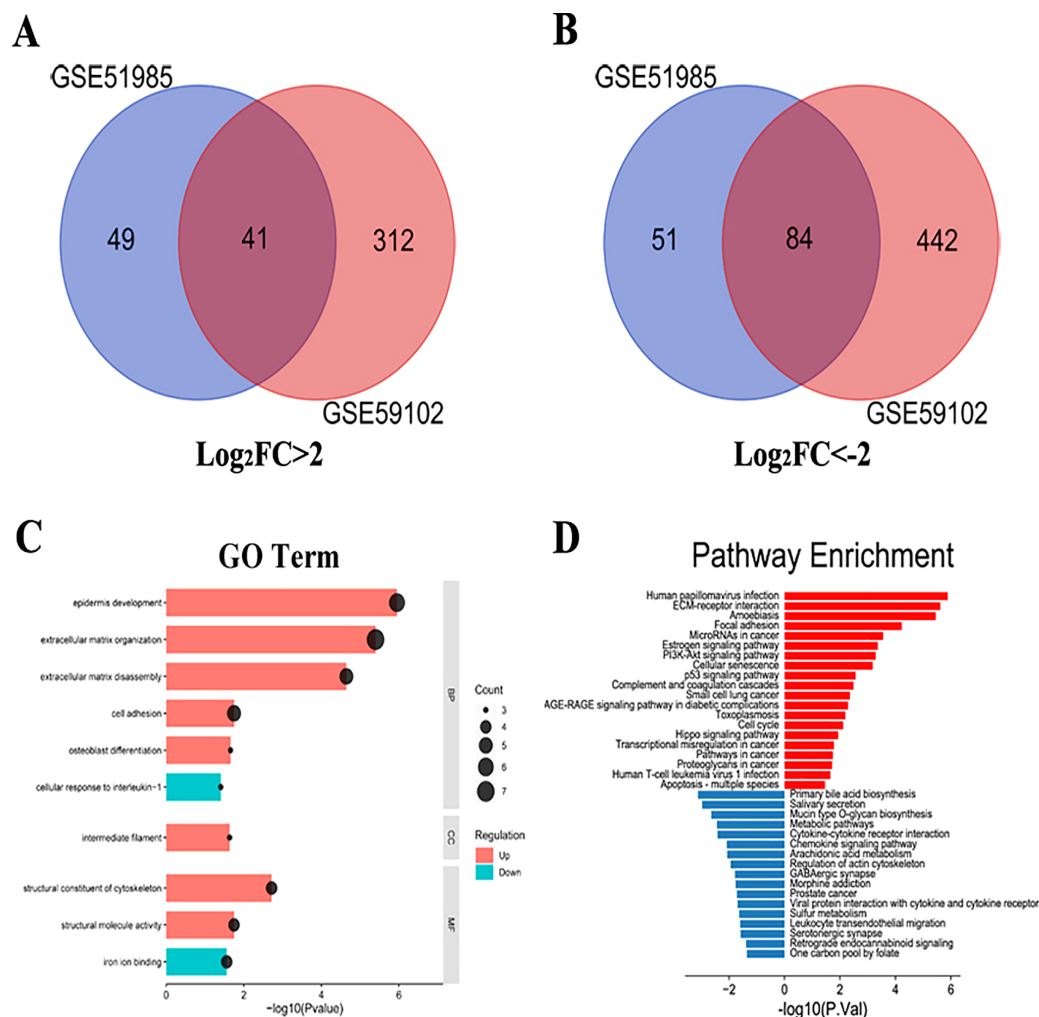 A
GSE51985
49
41
312
GSE59102
Log₂FC>2
B
GSE51985
51
84
442
GSE59102
Log₂FC<-2
C
GO Term
epidermis development
extracellular matrix organization
extracellular matrix disassembly
cell adhesion
osteoblast differentiation
cellular response to interleukin−1
intermediate filament
structural constituent of cytoskeleton
structural molecule activity
iron ion binding
BP
CC
MF
0 2 4 6
−log10(Pvalue)
Count
3
4
5
6
7
Regulation
Up
Down
D
Pathway Enrichment
Human papillomavirus infection
ECM-receptor interaction
Amoebiasis
Focal adhesion
MicroRNAs in cancer
Estrogen signaling pathway
PI3K-Akt signaling pathway
Cellular senescence
p53 signaling pathway
Complement and coagulation cascades
Small cell lung cancer
AGE-RAGE signaling pathway in diabetic complications
Toxoplasmosis
Cell cycle
Hippo signaling pathway
Transcriptional misregulation in cancer
Pathways in cancer
Proteoglycans in cancer
Human T-cell leukemia virus 1 infection
Apoptosis - multiple species
Primary bile acid biosynthesis
Salivary secretion
Mucin type O-glycan biosynthesis
Metabolic pathways
Cytokine-cytokine receptor interaction
Chemokine signaling pathway
Arachidonic acid metabolism
Regulation of actin cytoskeleton
GABAergic synapse
Morphine addiction
Prostate cancer
Viral protein interaction with cytokine and cytokine receptor
Sulfur metabolism
Leukocyte transendothelial migration
Serotonergic synapse
Retrograde endocannabinoid signaling
One carbon pool by folate
−2 0 2 4 6
-log10(P.Val)